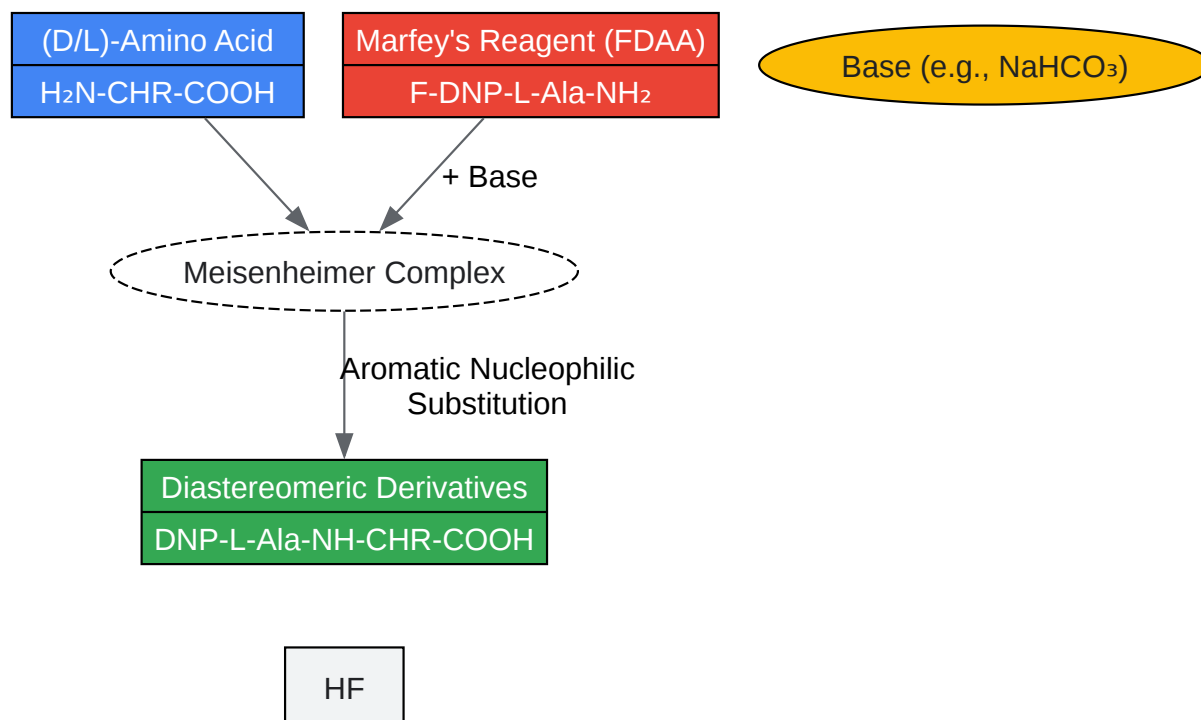 (D/L)-Amino Acid
H₂N-CHR-COOH
Marfey's Reagent (FDAA)
F-DNP-L-Ala-NH₂
Base (e.g., NaHCO₃)
+ Base
Meisenheimer Complex
Aromatic Nucleophilic
Substitution
Diastereomeric Derivatives
DNP-L-Ala-NH-CHR-COOH
HF